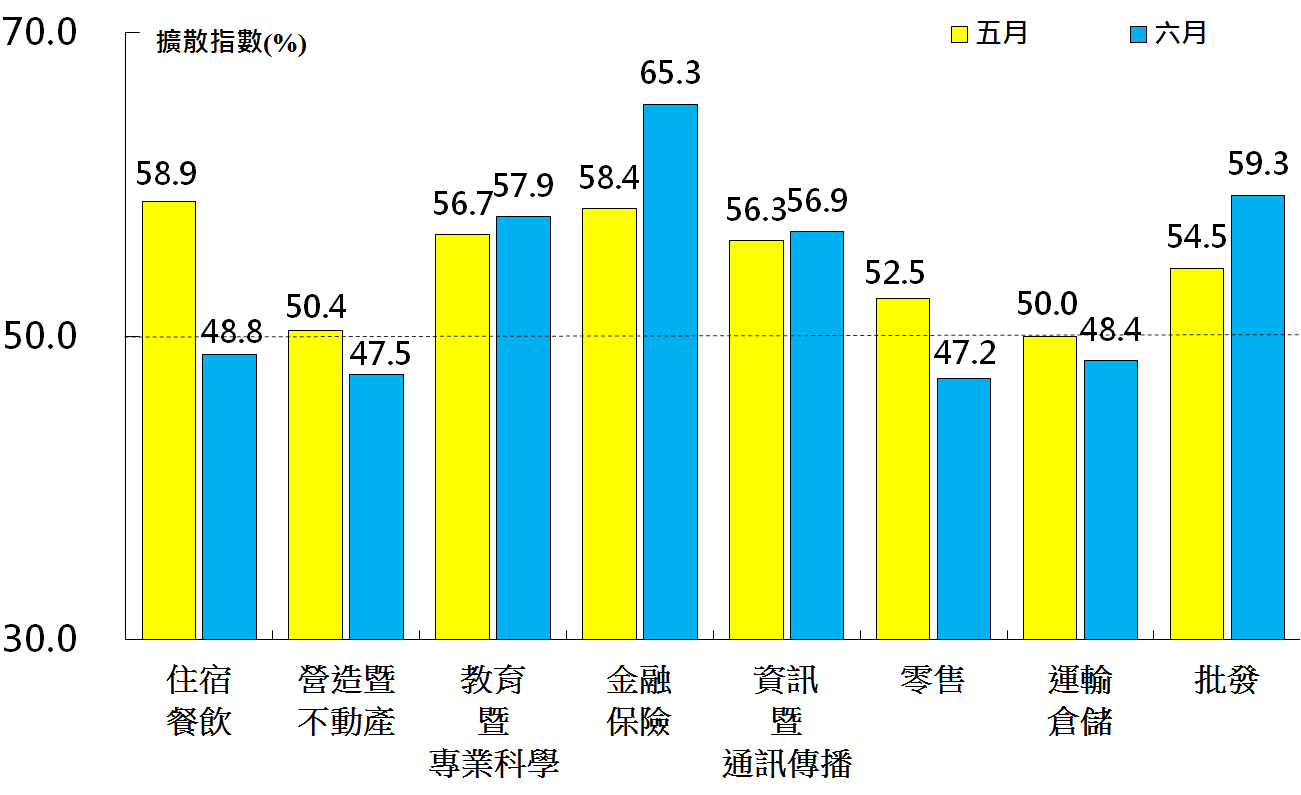 70.0
擴散指數(%)
五月
六月
65.3
58.9
56.7
57.9
58.4
56.3
56.9
59.3
54.5
52.5
50.4
50.0
50.0
48.8
47.5
47.2
48.4
30.0
住宿
餐飲
營造暨
不動產
教育
暨
專業科學
金融
保險
資訊
暨
通訊傳播
零售
運輸
倉儲
批發